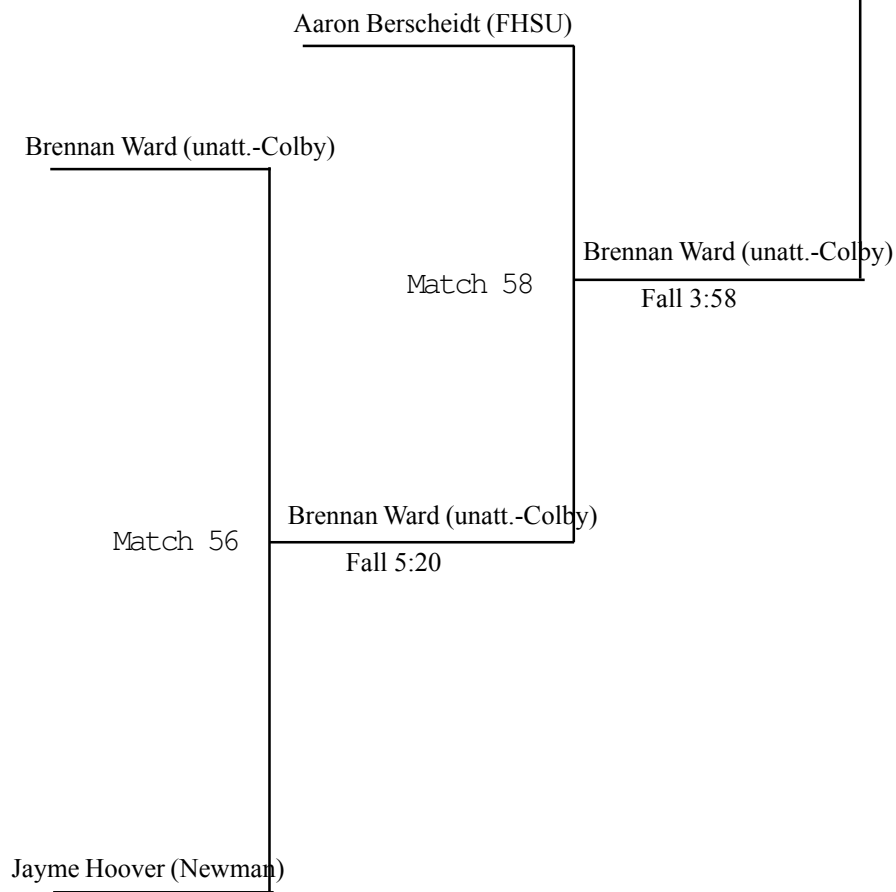 Aaron Berscheidt (FHSU)
Brennan Ward (unatt.-Colby)
Brennan Ward (unatt.-Colby)
Match 58
Fall 3:58
Brennan Ward (unatt.-Colby)
Match 56
Fall 5:20
Jayme Hoover (Newman)